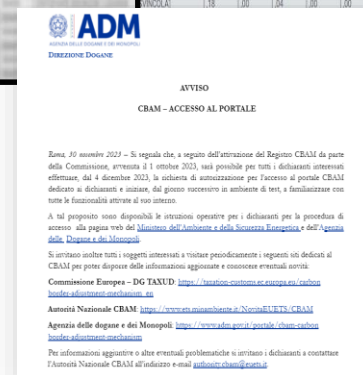 ADM
AGENZIA DELLE DOGANE E DEI MONOPOLI
DIREZIONE DOGANE
AVVISO
CBAM – ACCESSO AL PORTALE
Roma, 30 novembre 2023 – Si segnala che, a seguito dell'attivazione del Registro CBAM da parte
della Commissione, avvenuta il 1 ottobre 2023, sarà possibile per tutti i dichiaranti interessati
effettuare, dal 4 dicembre 2023, la richiesta di autorizzazione per l'accesso al portale CBAM
dedicato ai dichiaranti e iniziare, dal giorno successivo in ambiente di test, a familiarizzare con
tutte le funzionalità attivate al suo interno.
A tal proposito sono disponibili le istruzioni operative per i dichiaranti per la procedura di
accesso alla pagina web del Ministero dell'Ambiente e della Sicurezza Energetica e dell'Agenzia
delle Dogane e dei Monopoli.
Si invitano inoltre tutti i soggetti interessati a visitare periodicamente i seguenti siti dedicati al
CBAM per poter disporre delle informazioni aggiornate e conoscere eventuali novità:
Commissione Europea – DG TAXUD: https://taxation-customs.ec.europa.eu/carbon
border-adjustment-mechanism_en
Autorità Nazionale CBAM: https://www.ets.minambiente.it/NovitaEUETS/CBAM
Agenzia delle dogane e dei Monopoli: https://www.adm.gov.it/portale/cbam-carbon
border-adjustment-mechanism
Per informazioni aggiuntive o altre eventuali problematiche si invitano i dichiaranti a contattare
l'Autorità Nazionale CBAM all'indirizzo e-mail authority.cbam@euets.it.